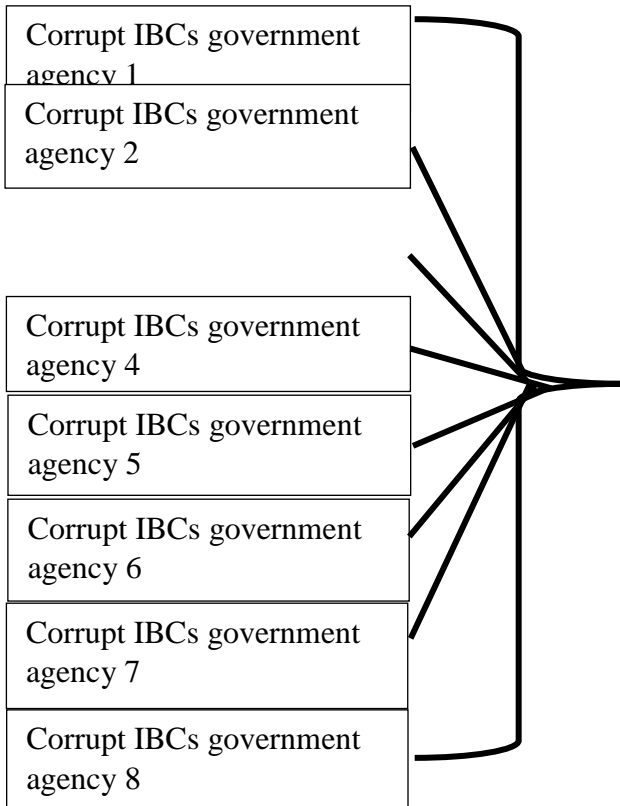 Corrupt IBCs government
agency 1
Corrupt IBCs government
agency 2
Corrupt IBCs government
agency 4
Corrupt IBCs government
agency 5
Corrupt IBCs government
agency 6
Corrupt IBCs government
agency 7
Corrupt IBCs government
agency 8